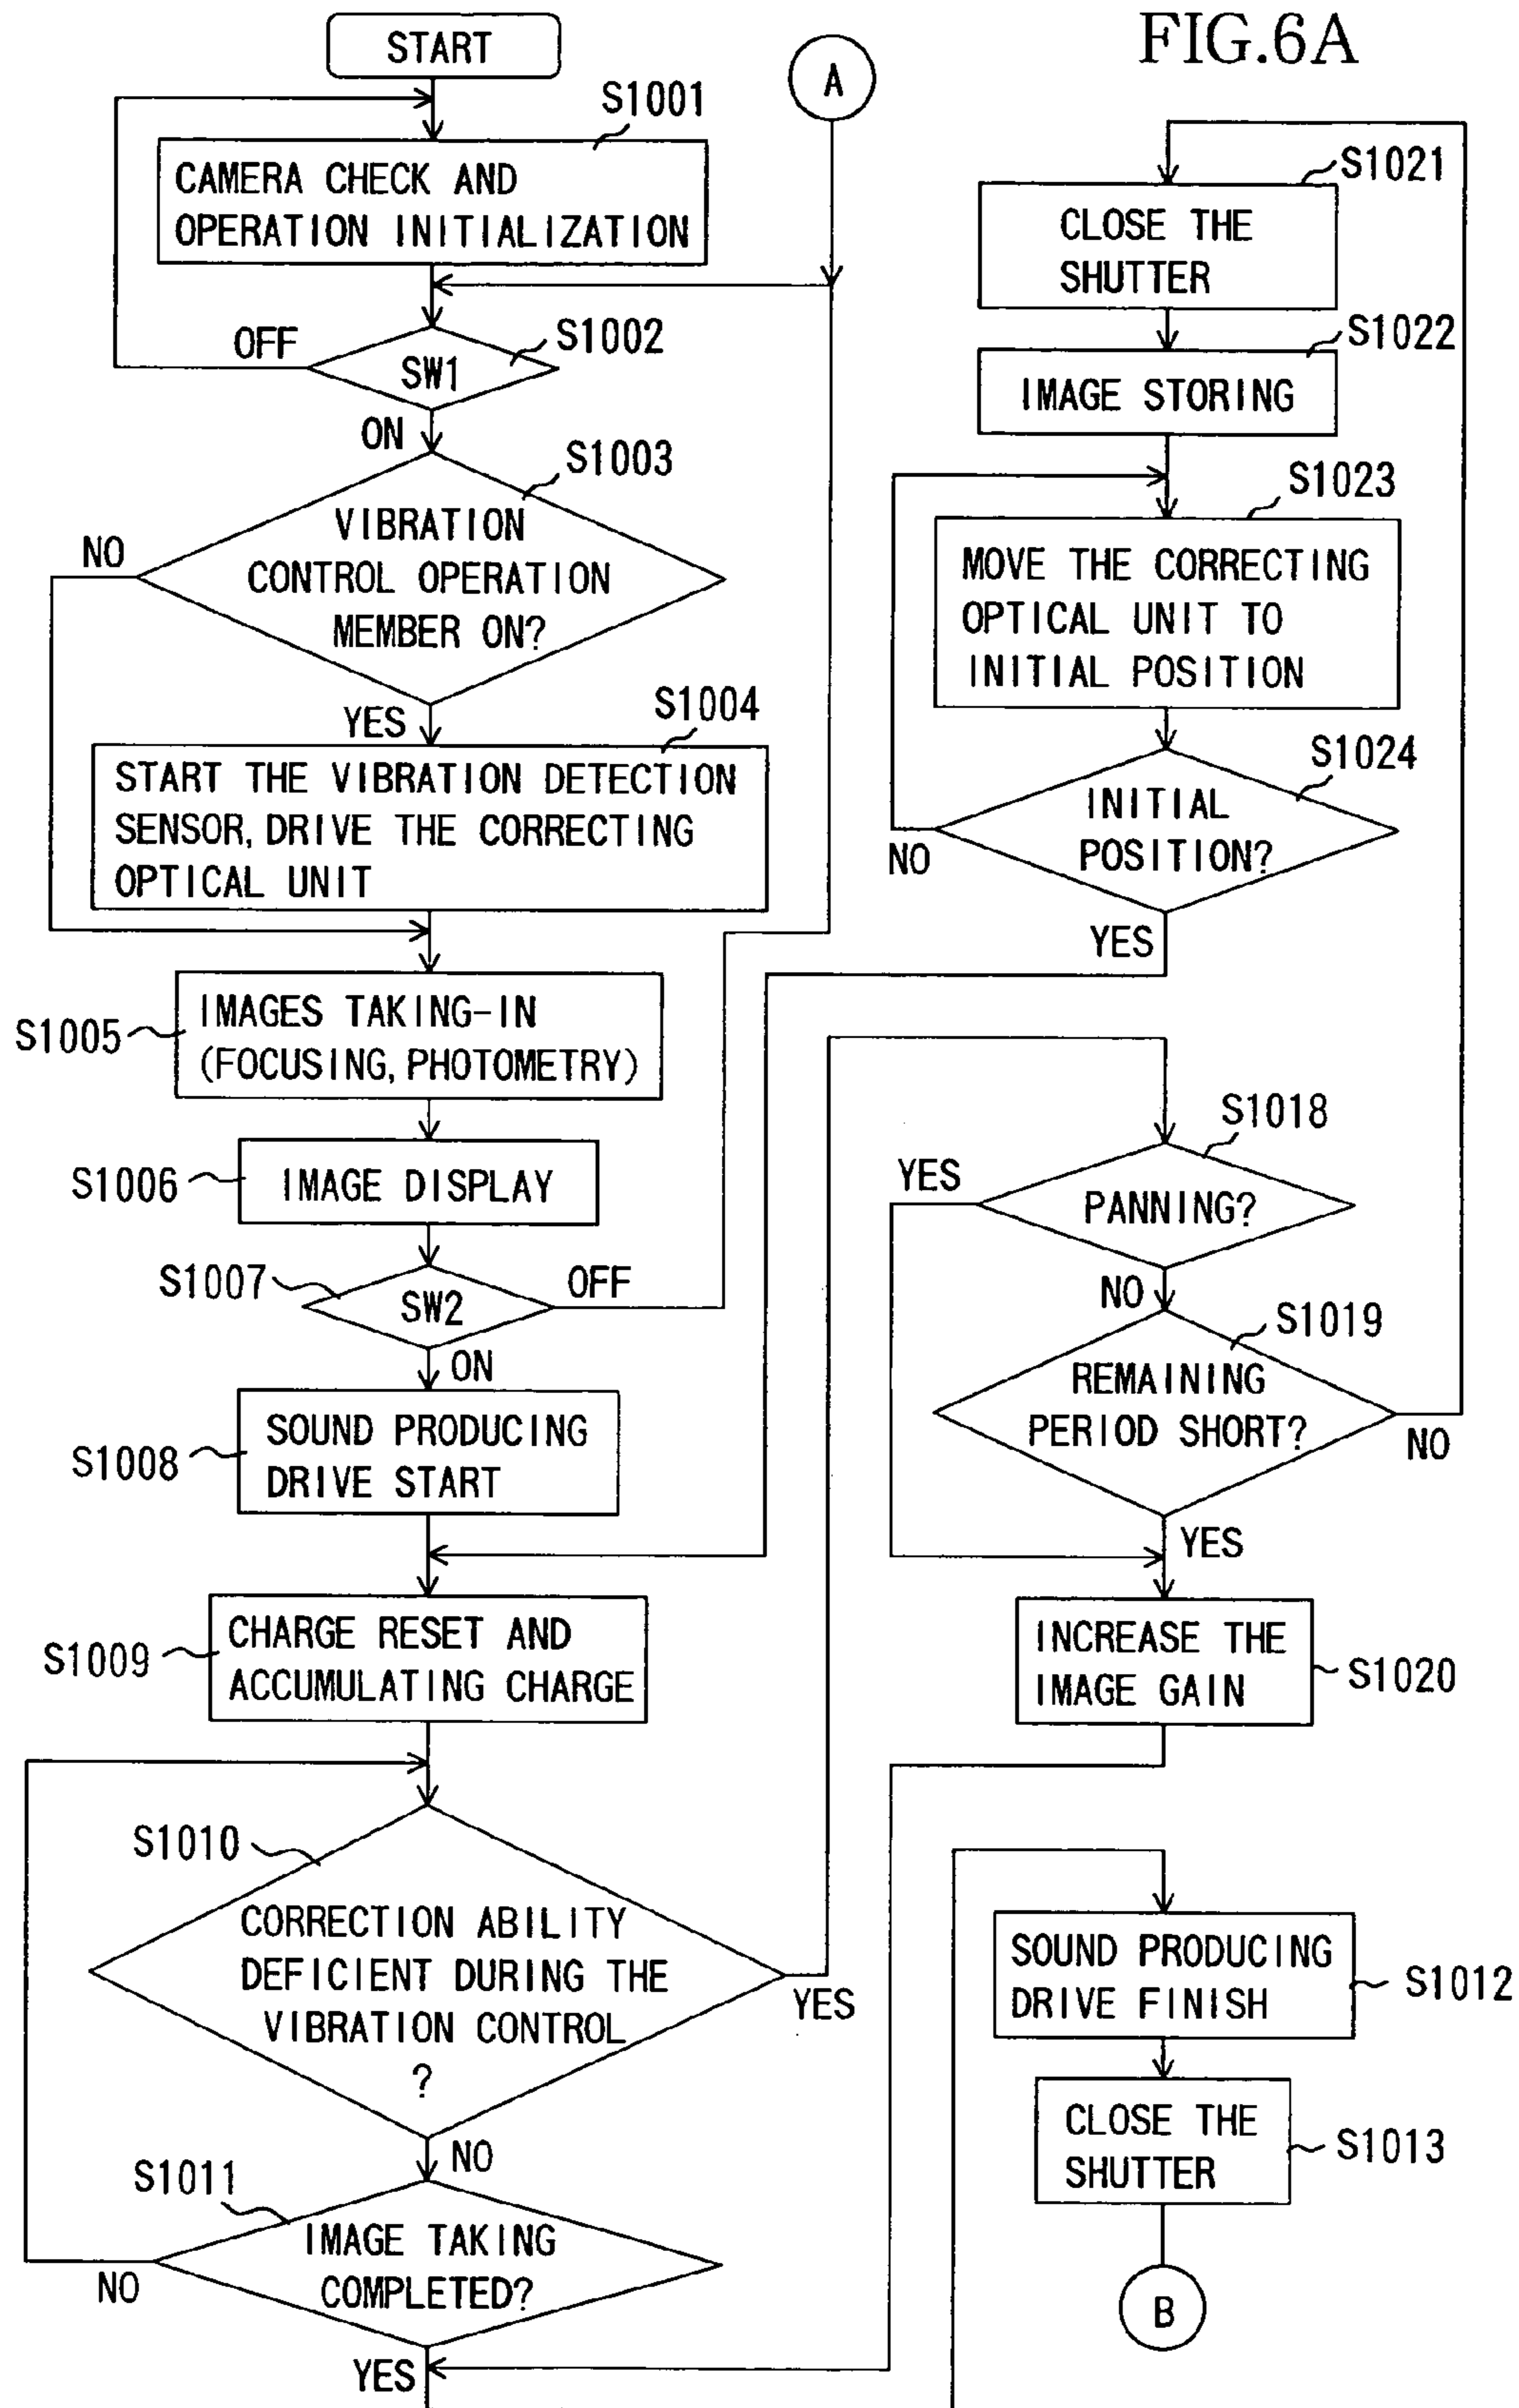 FIG.6A
START
A
S1001
CAMERA CHECK AND
OPERATION INITIALIZATION
OFF
S1002
SW1
ON
S1003
VIBRATION
CONTROL OPERATION
MEMBER ON?
NO
YES
S1004
START THE VIBRATION DETECTION
SENSOR, DRIVE THE CORRECTING
OPTICAL UNIT
S1005
IMAGES TAKING-IN
(FOCUSING, PHOTOMETRY)
S1006
IMAGE DISPLAY
S1007
SW2
OFF
ON
S1008
SOUND PRODUCING
DRIVE START
S1009
CHARGE RESET AND
ACCUMULATING CHARGE
S1010
CORRECTION ABILITY
DEFICIENT DURING THE
VIBRATION CONTROL
?
YES
NO
S1011
IMAGE TAKING
COMPLETED?
NO
YES
S1021
CLOSE THE
SHUTTER
S1022
IMAGE STORING
S1023
MOVE THE CORRECTING
OPTICAL UNIT TO
INITIAL POSITION
S1024
INITIAL
POSITION?
NO
YES
S1018
YES
PANNING?
NO
S1019
REMAINING
PERIOD SHORT?
NO
YES
INCREASE THE
IMAGE GAIN
S1020
SOUND PRODUCING
DRIVE FINISH
S1012
CLOSE THE
SHUTTER
S1013
B